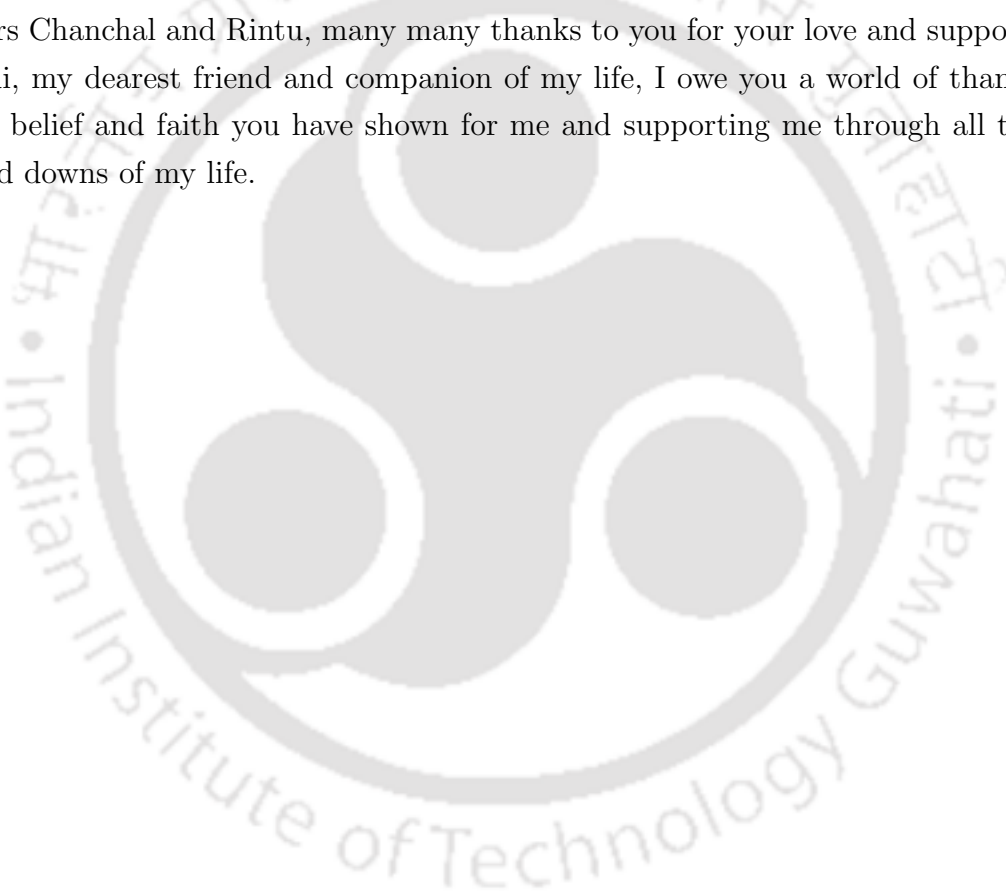 rs Chanchal and Rintu, many many thanks to you for your love and suppo
i, my dearest friend and companion of my life, I owe you a world of than
belief and faith you have shown for me and supporting me through all t
d downs of my life.
• Indian Institute of Technology Guwahati •